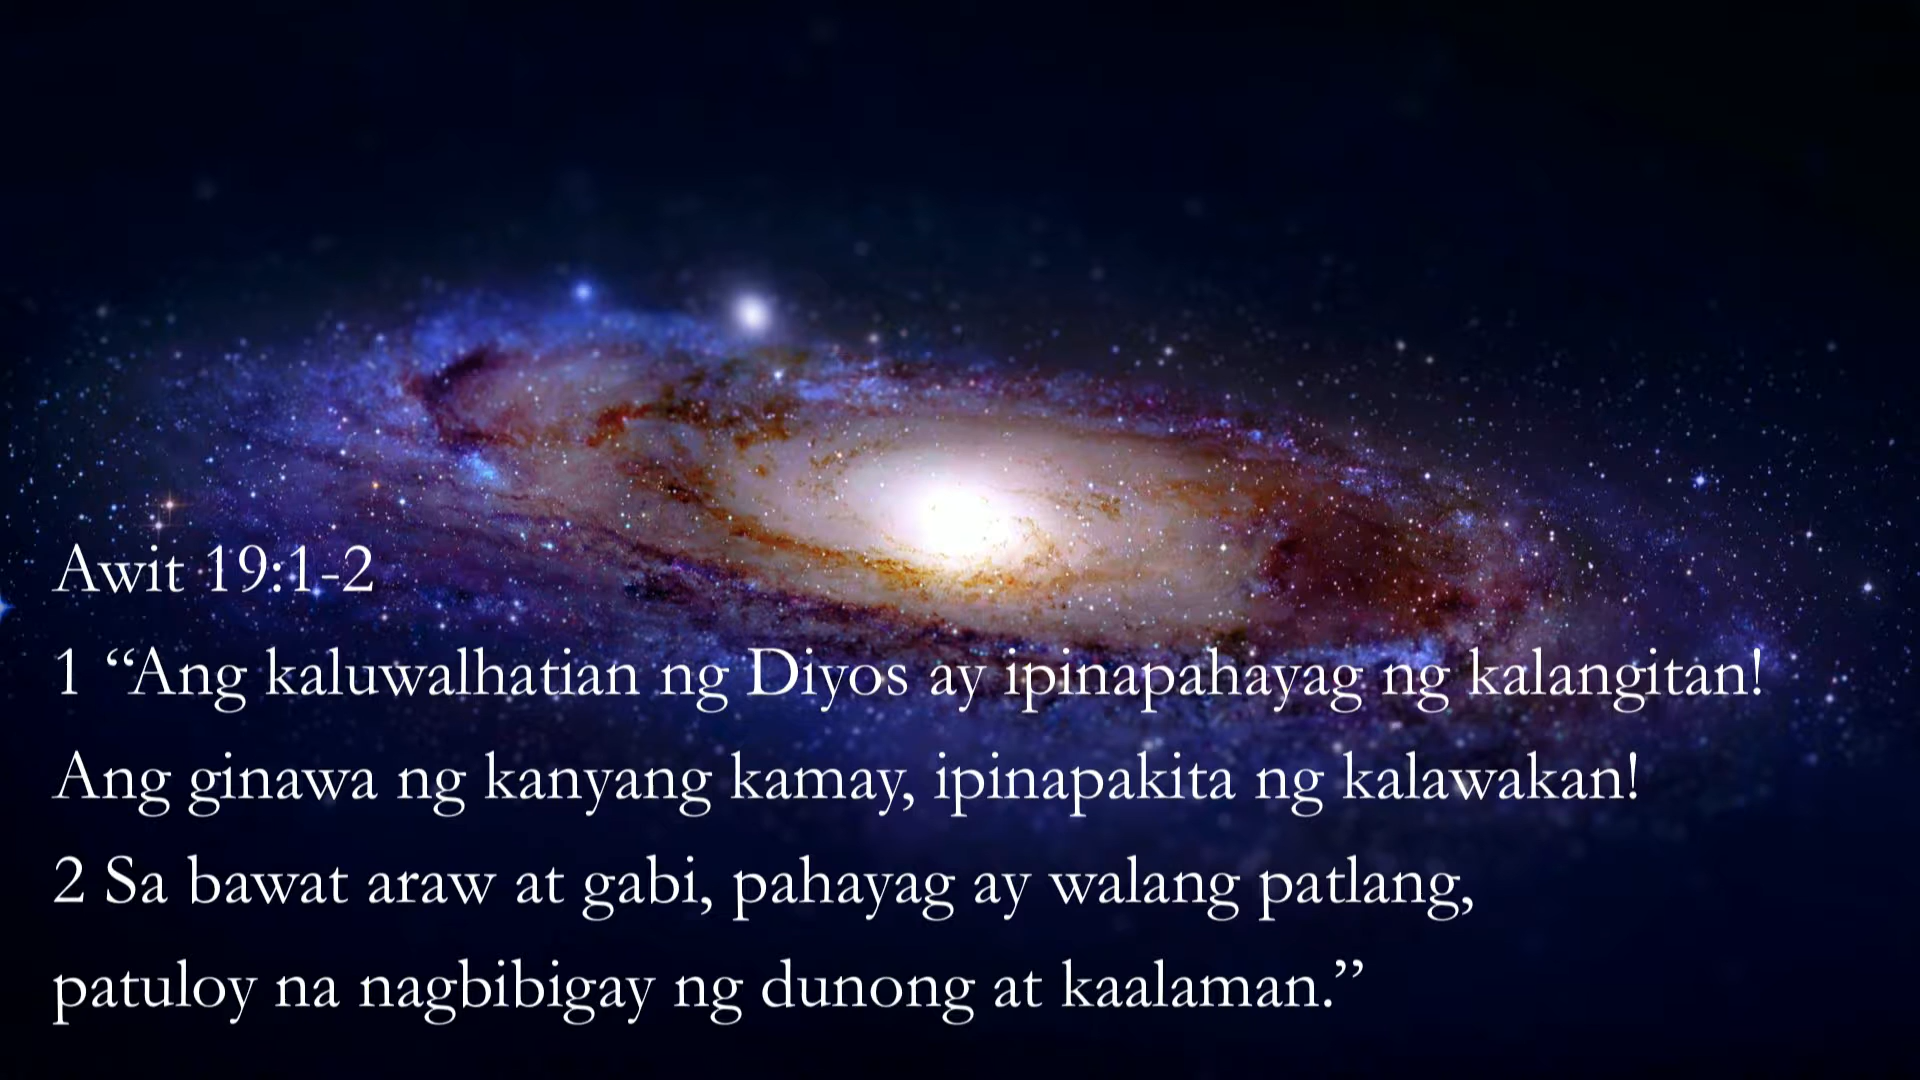 Awit 19:1-2
1 “Ang kaluwalhatian ng Diyos ay ipinapahayag ng kalangitan!
Ang ginawa ng kanyang kamay, ipinapakita ng kalawakan!
2 Sa bawat araw at gabi, pahayag ay walang patlang,
patuloy na nagbibigay ng dunong at kaalaman.”